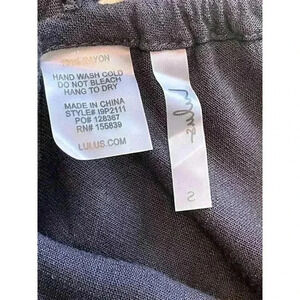 100% RAYON
HAND WASH COLD
DO NOT BLEACH
HANG TO DRY
MADE IN CHINA
STYLE# I9P2111
PO# 128367
RN# 155839
LULUS.COM
lulus
S